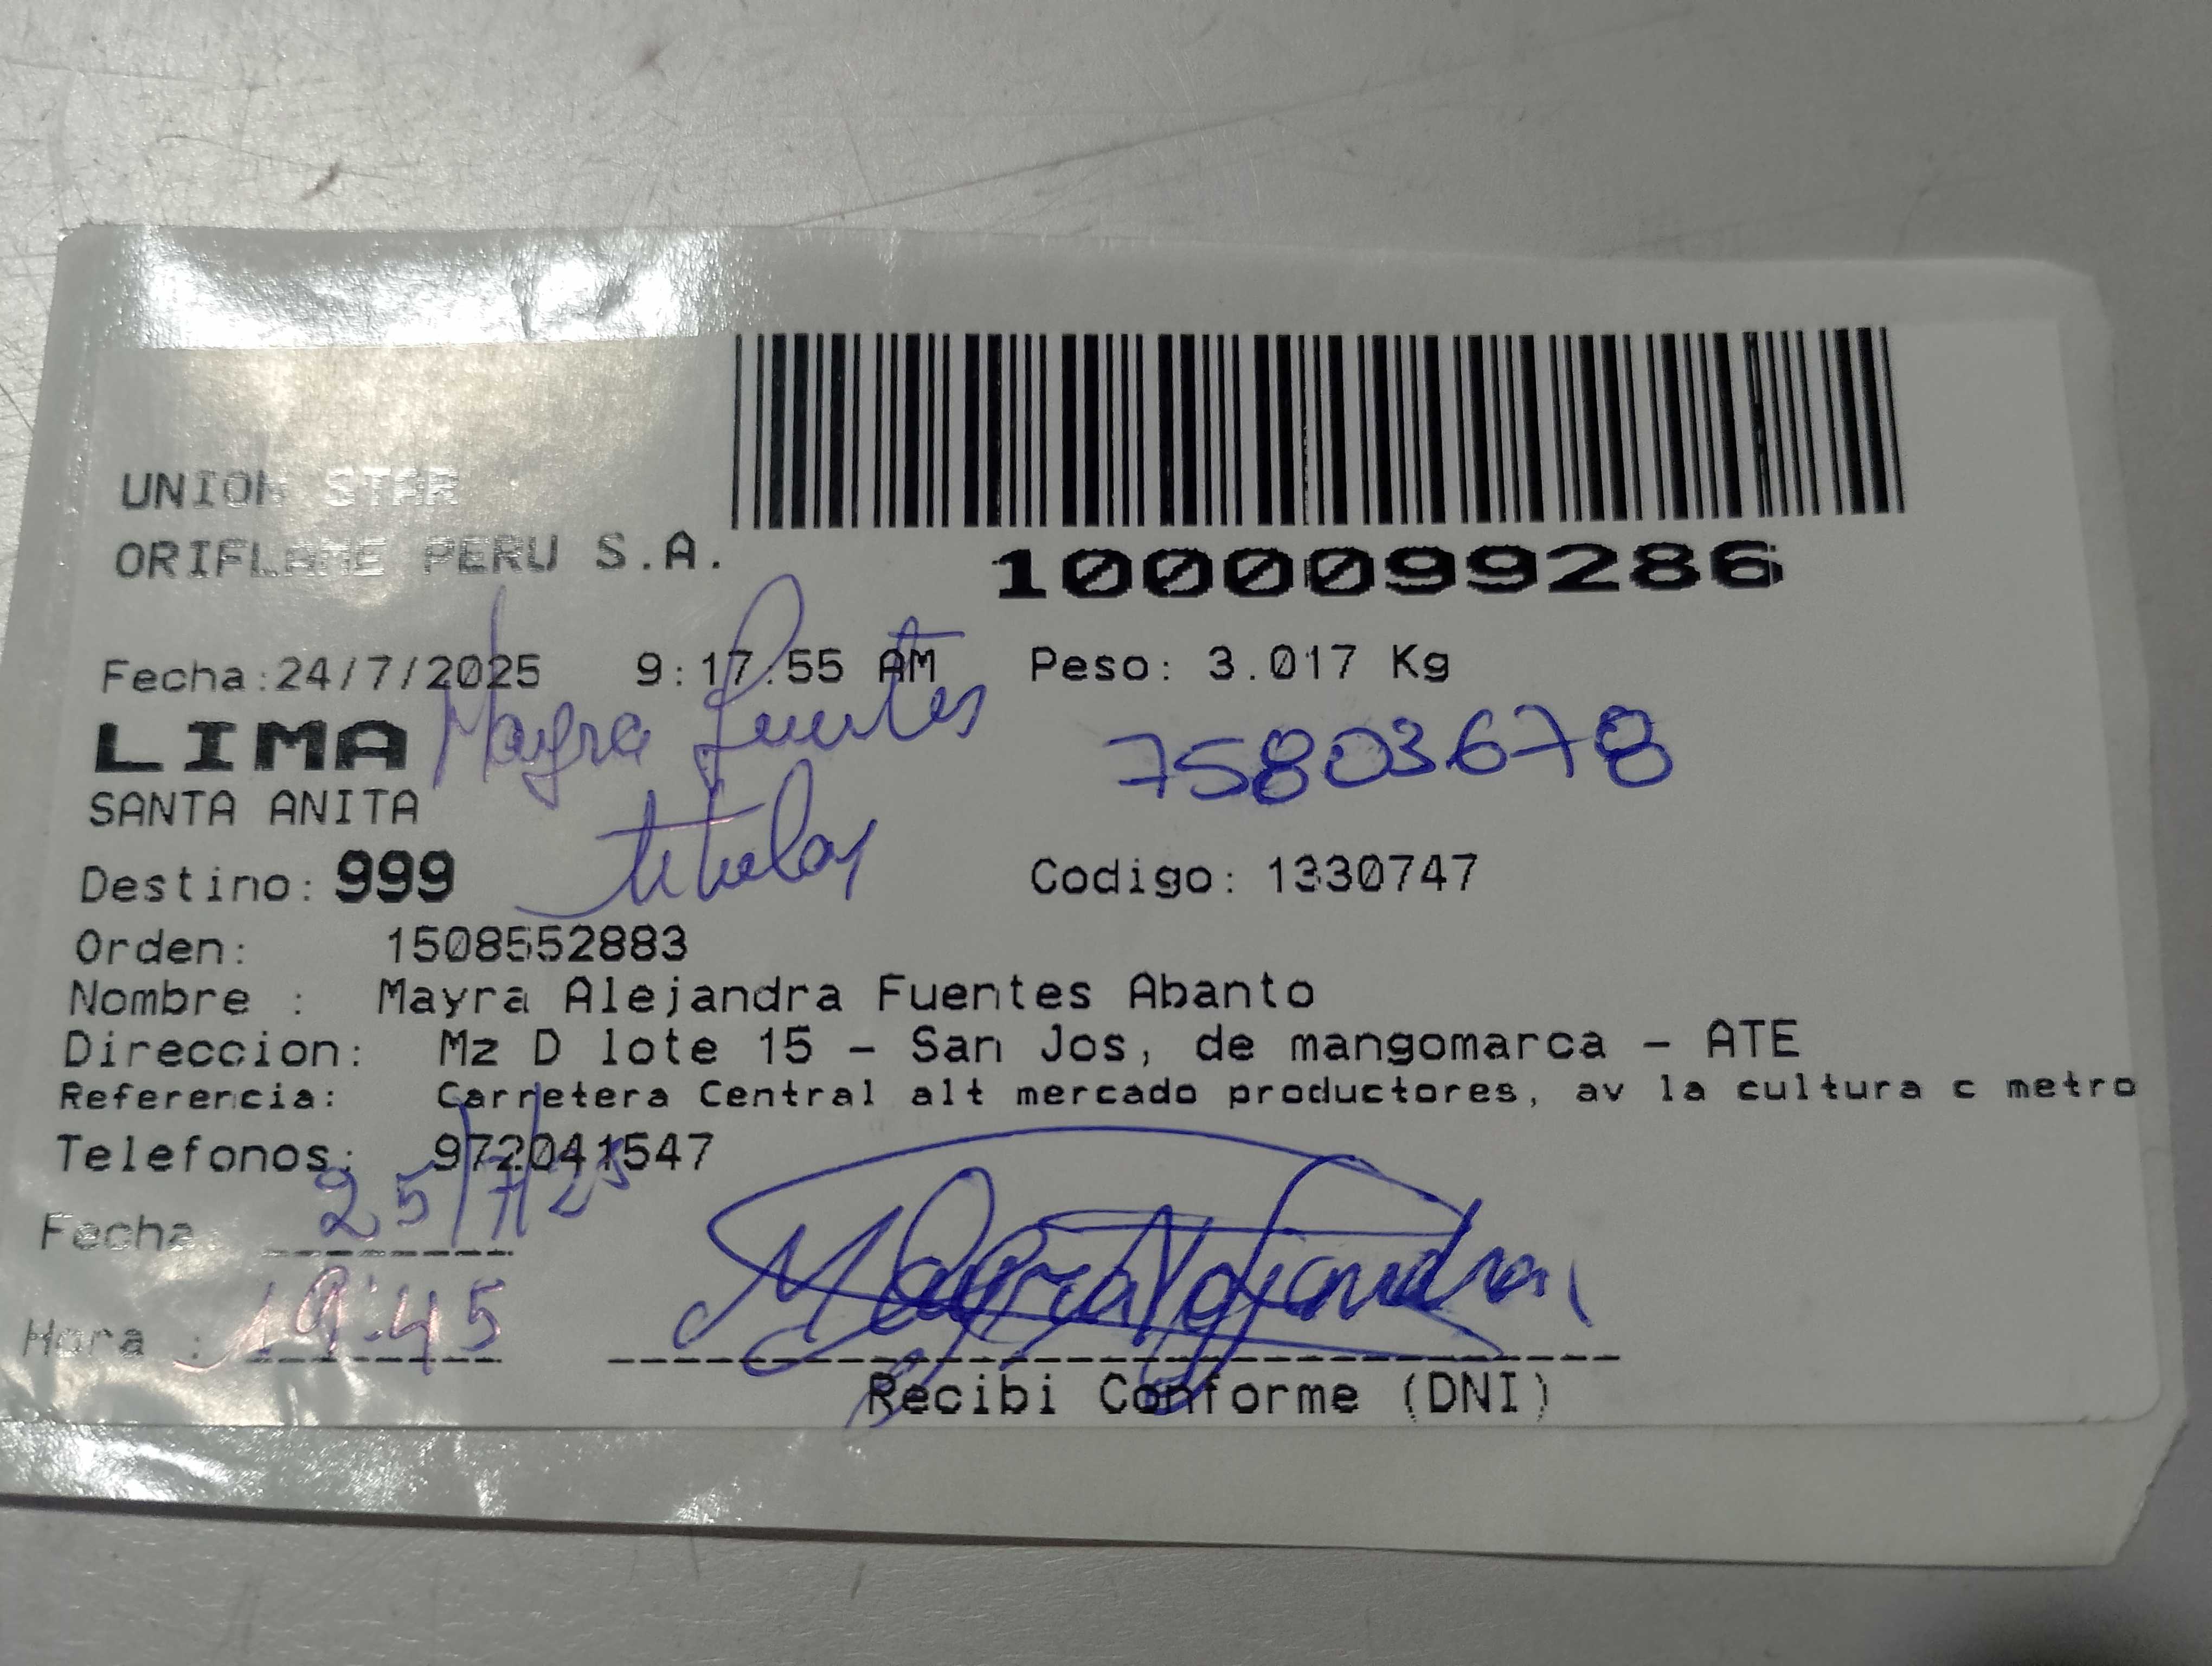 UNION STAR
ORIFLAME PERU S.A.
1000099286
Fecha:24/7/2025 9:17:55 AM Peso: 3.017 Kg
LIMA Mayra Fuentes 75803678
SANTA ANITA
titular
Destino: 999 Codigo: 1330747
Orden: 1508552883
Nombre : Mayra Alejandra Fuentes Abanto
Direccion: Mz D lote 15 - San Jos, de mangomarca - ATE
Referencia: Carretera Central alt mercado productores, av la cultura c metro
Telefonos: 972041547
Fecha 25/7/25
Hora : 19:45 Mayra Alejandra
Recibi Conforme (DNI)